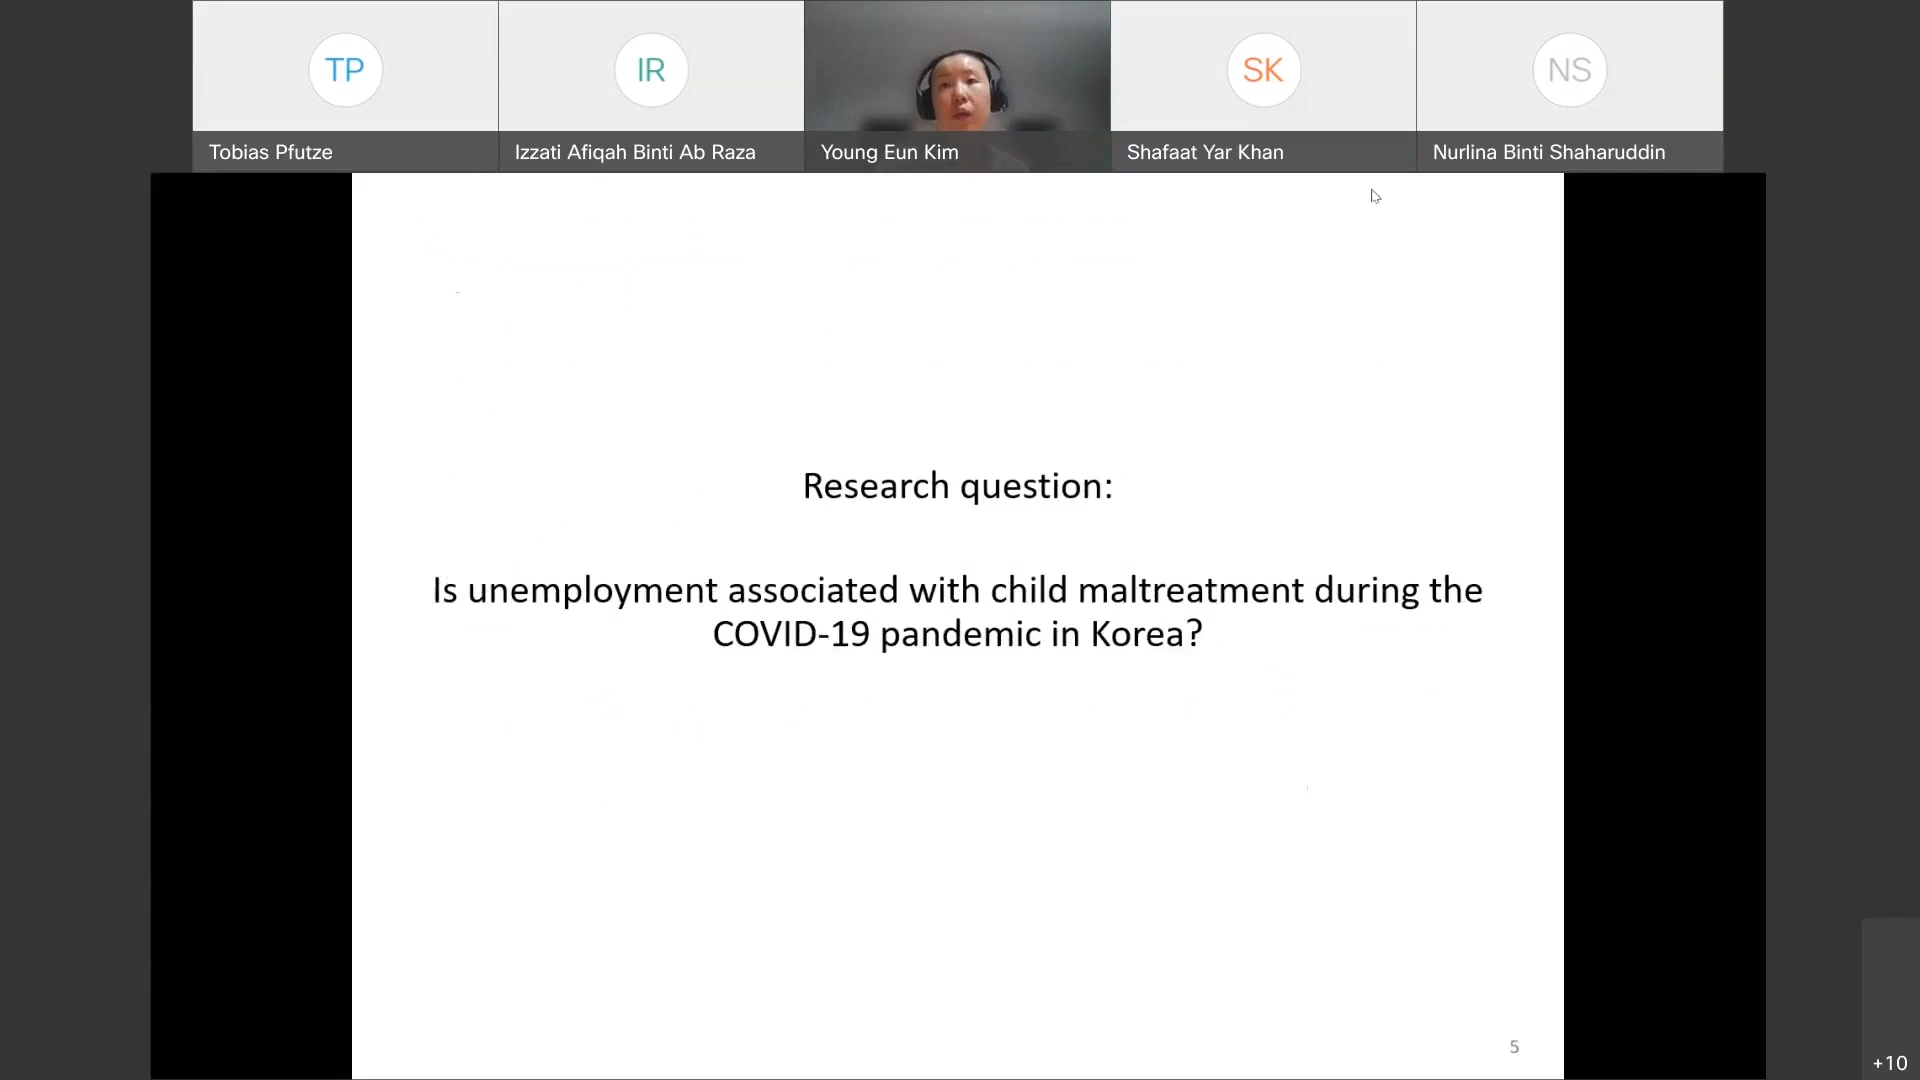 TP
IR
SK
NS
Tobias Pfutze
Izzati Afiqah Binti Ab Raza
Young Eun Kim
Shafaat Yar Khan
Nurlina Binti Shaharuddin
Research question:
Is unemployment associated with child maltreatment during the
COVID-19 pandemic in Korea?
5
+10